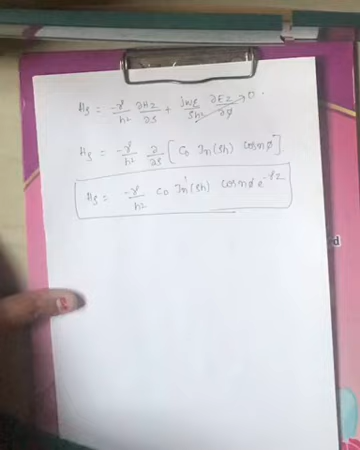 Hρ = -γ/h² ∂Hz/∂ρ + jωε/ρh² ∂Ez/∂φ → 0.
Hρ = -γ/h² ∂/∂ρ [ C₀ Jn(ρh) cosnφ ]
Hρ = -γ/h² C₀ Jn'(ρh) cosnφ e^-γz